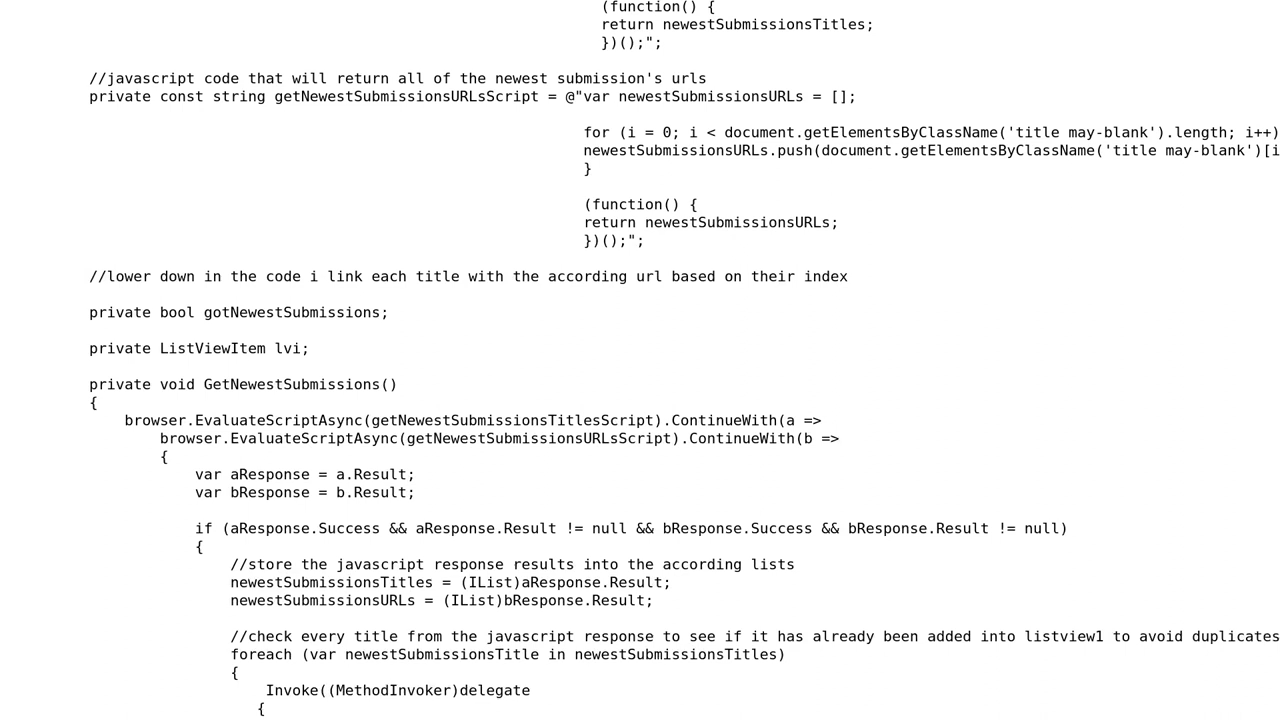 (function() {
return newestSubmissionsTitles;
})();";
//javascript code that will return all of the newest submission's urls
private const string getNewestSubmissionsURLsScript = @"var newestSubmissionsURLs = [];
for (i = 0; i < document.getElementsByClassName('title may-blank').length; i++)
newestSubmissionsURLs.push(document.getElementsByClassName('title may-blank')[i
}
(function() {
return newestSubmissionsURLs;
})();";
//lower down in the code i link each title with the according url based on their index
private bool gotNewestSubmissions;
private ListViewItem lvi;
private void GetNewestSubmissions()
{
browser.EvaluateScriptAsync(getNewestSubmissionsTitlesScript).ContinueWith(a =>
browser.EvaluateScriptAsync(getNewestSubmissionsURLsScript).ContinueWith(b =>
{
var aResponse = a.Result;
var bResponse = b.Result;
if (aResponse.Success && aResponse.Result != null && bResponse.Success && bResponse.Result != null)
{
//store the javascript response results into the according lists
newestSubmissionsTitles = (IList)aResponse.Result;
newestSubmissionsURLs = (IList)bResponse.Result;
//check every title from the javascript response to see if it has already been added into listview1 to avoid duplicates
foreach (var newestSubmissionsTitle in newestSubmissionsTitles)
{
Invoke((MethodInvoker)delegate
{